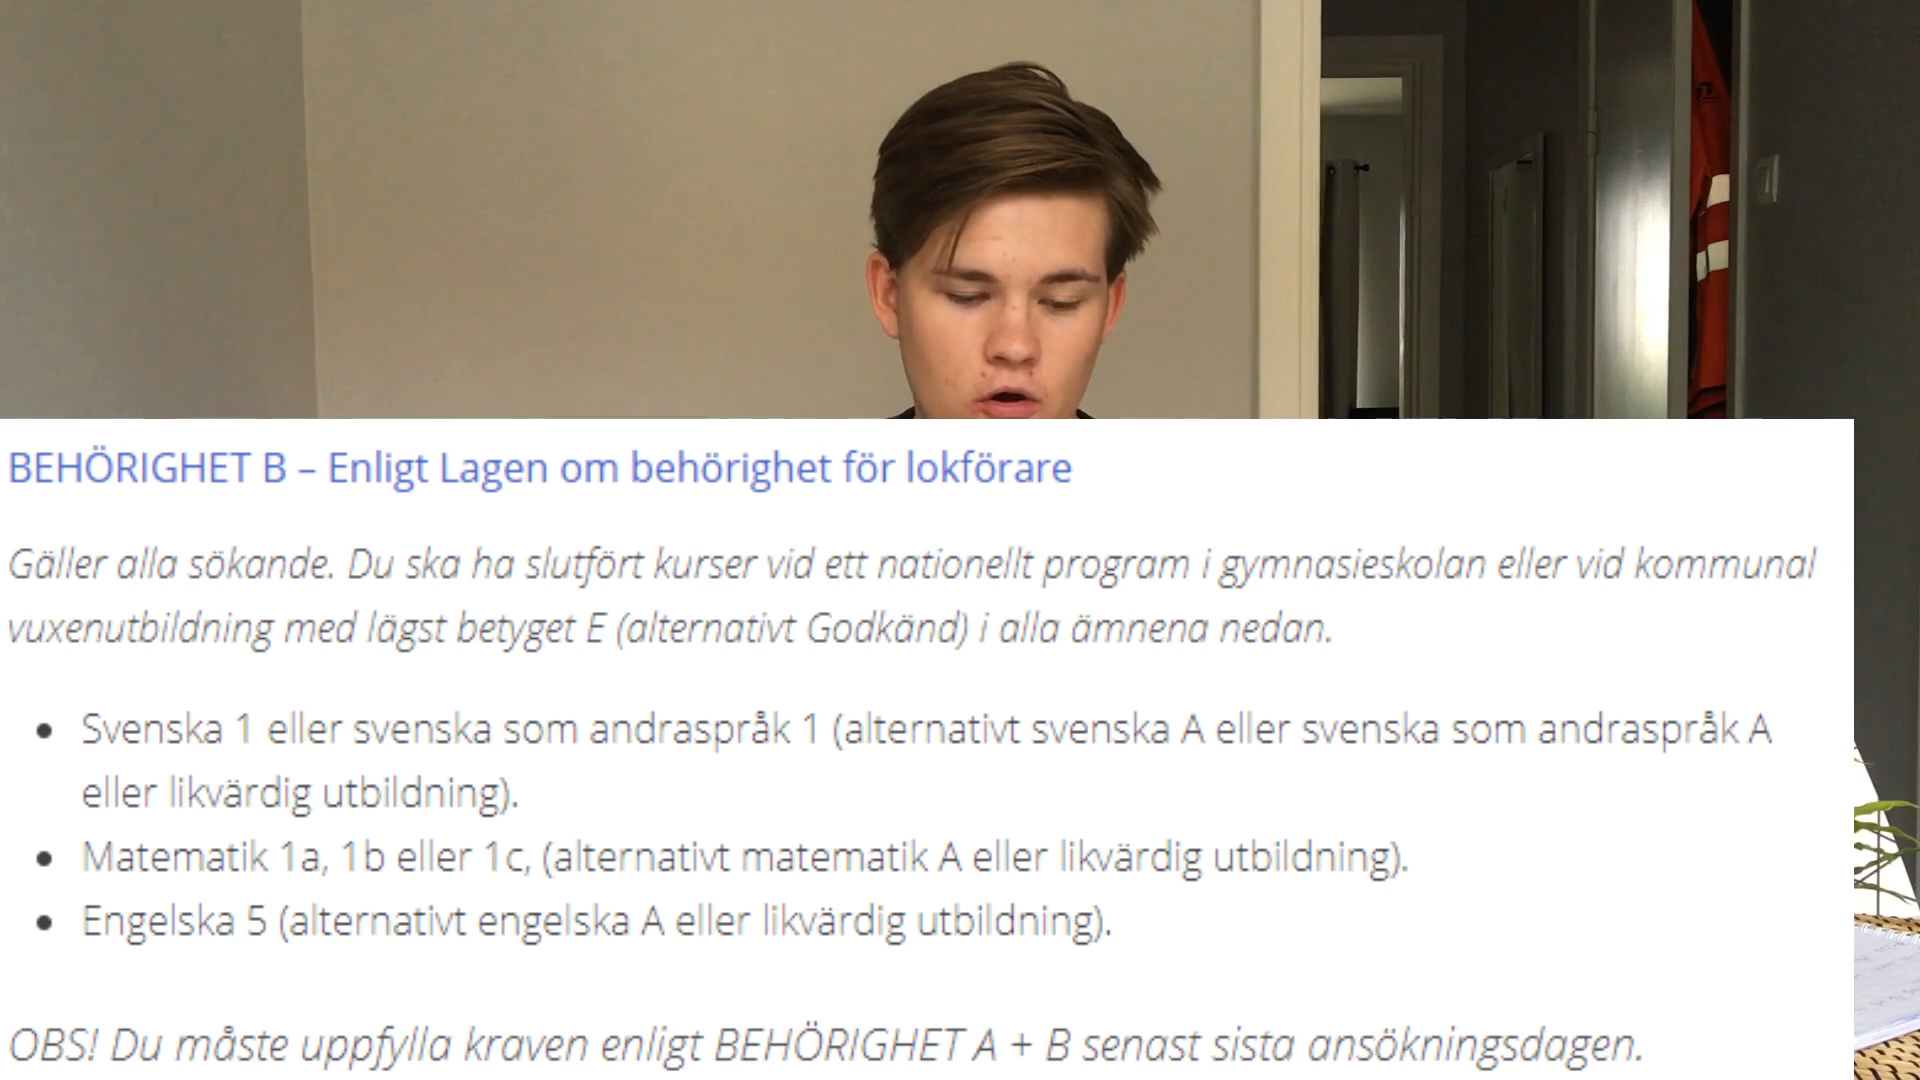 BEHÖRIGHET B – Enligt Lagen om behörighet för lokförare
Gäller alla sökande. Du ska ha slutfört kurser vid ett nationellt program i gymnasieskolan eller vid kommunal
vuxenutbildning med lägst betyget E (alternativt Godkänd) i alla ämnena nedan.
• Svenska 1 eller svenska som andraspråk 1 (alternativt svenska A eller svenska som andraspråk A
eller likvärdig utbildning).
• Matematik 1a, 1b eller 1c, (alternativt matematik A eller likvärdig utbildning).
• Engelska 5 (alternativt engelska A eller likvärdig utbildning).
OBS! Du måste uppfylla kraven enligt BEHÖRIGHET A + B senast sista ansökningsdagen.